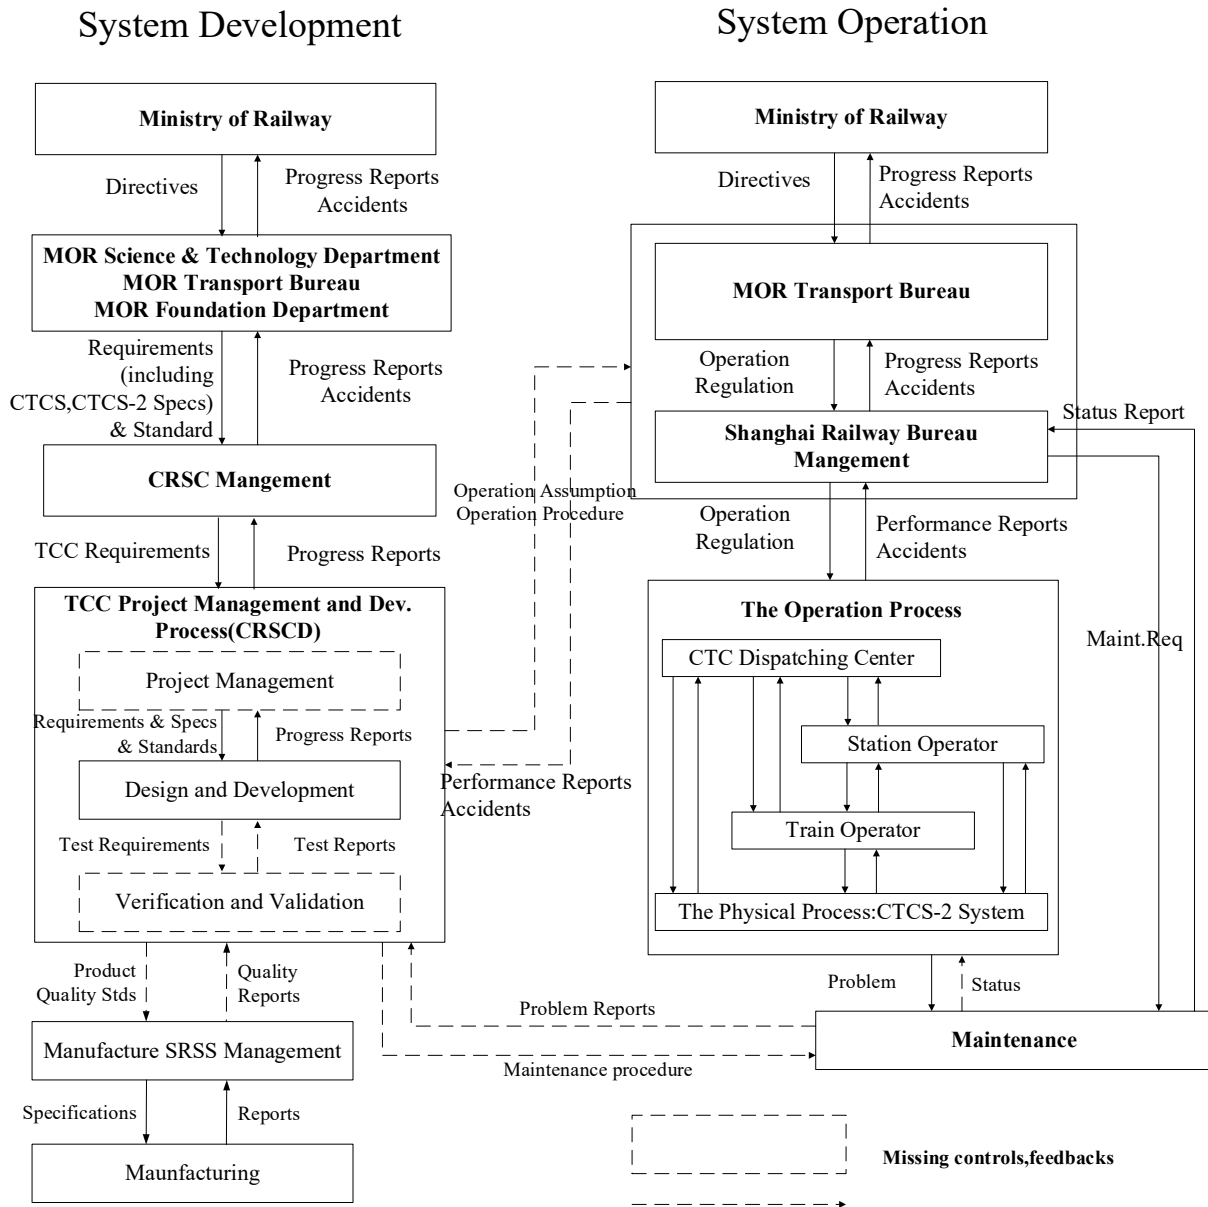 System Development
System Operation
Ministry of Railway
Directives
Progress Reports
Accidents
MOR Science & Technology Department
MOR Transport Bureau
MOR Foundation Department
Requirements
(including
CTCS,CTCS-2 Specs)
& Standard
Progress Reports
Accidents
CRSC Mangement
TCC Requirements
Progress Reports
TCC Project Management and Dev.
Process(CRSCD)
Project Management
Requirements & Specs
& Standards
Progress Reports
Design and Development
Test Requirements
Test Reports
Verification and Validation
Product
Quality Stds
Quality
Reports
Manufacture SRSS Management
Specifications
Reports
Maunfacturing
Operation Assumption
Operation Procedure
Performance Reports
Accidents
Problem Reports
Maintenance procedure
Ministry of Railway
Directives
Progress Reports
Accidents
MOR Transport Bureau
Operation
Regulation
Progress Reports
Accidents
Shanghai Railway Bureau
Mangement
Status Report
Operation
Regulation
Performance Reports
Accidents
Maint.Req
The Operation Process
CTC Dispatching Center
Station Operator
Train Operator
The Physical Process:CTCS-2 System
Problem
Status
Maintenance
Missing controls,feedbacks